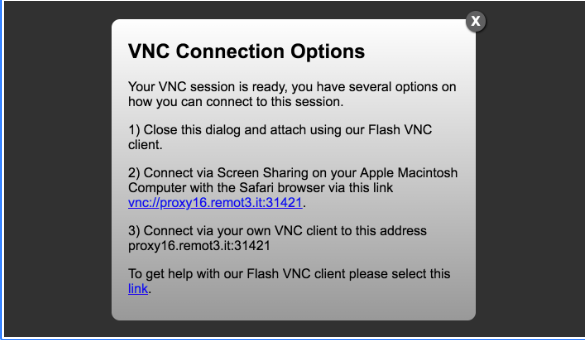 X
VNC Connection Options
Your VNC session is ready, you have several options on
how you can connect to this session.
1) Close this dialog and attach using our Flash VNC
client.
2) Connect via Screen Sharing on your Apple Macintosh
Computer with the Safari browser via this link
vnc://proxy16.remot3.it:31421.
3) Connect via your own VNC client to this address
proxy16.remot3.it:31421
To get help with our Flash VNC client please select this
link.